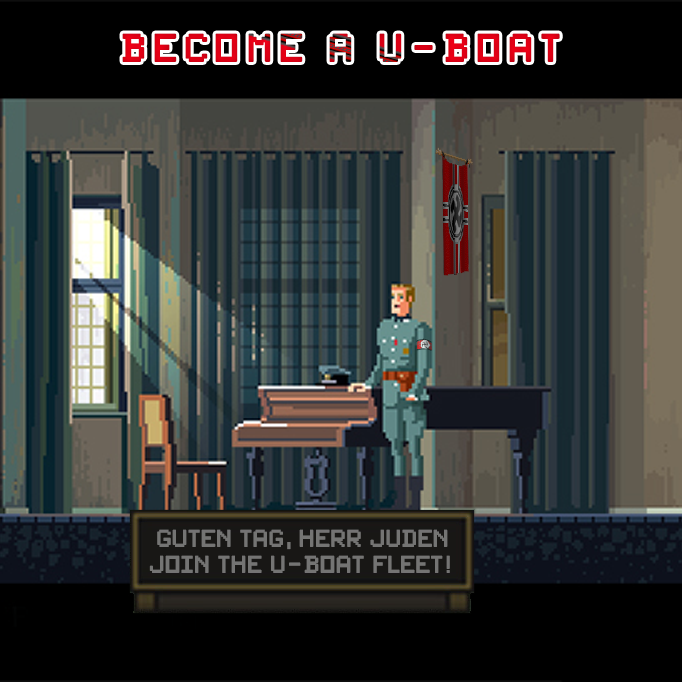 BECOME A U-BOAT
GUTEN TAG, HERR JUDEN
JOIN THE U-BOAT FLEET!